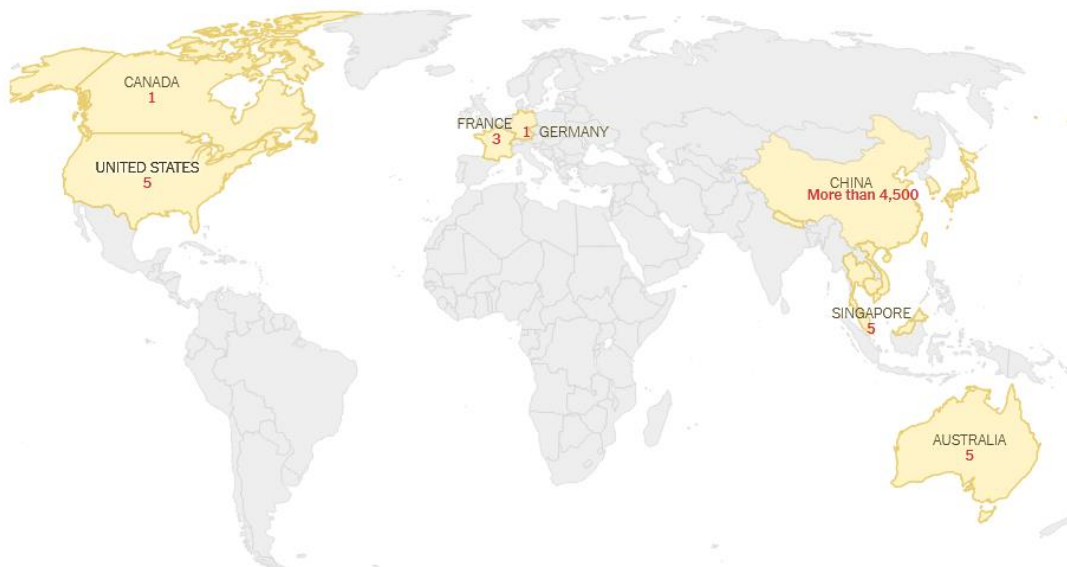 CANADA
1
UNITED STATES
5
FRANCE
3
1 GERMANY
CHINA
More than 4,500
SINGAPORE
5
AUSTRALIA
5